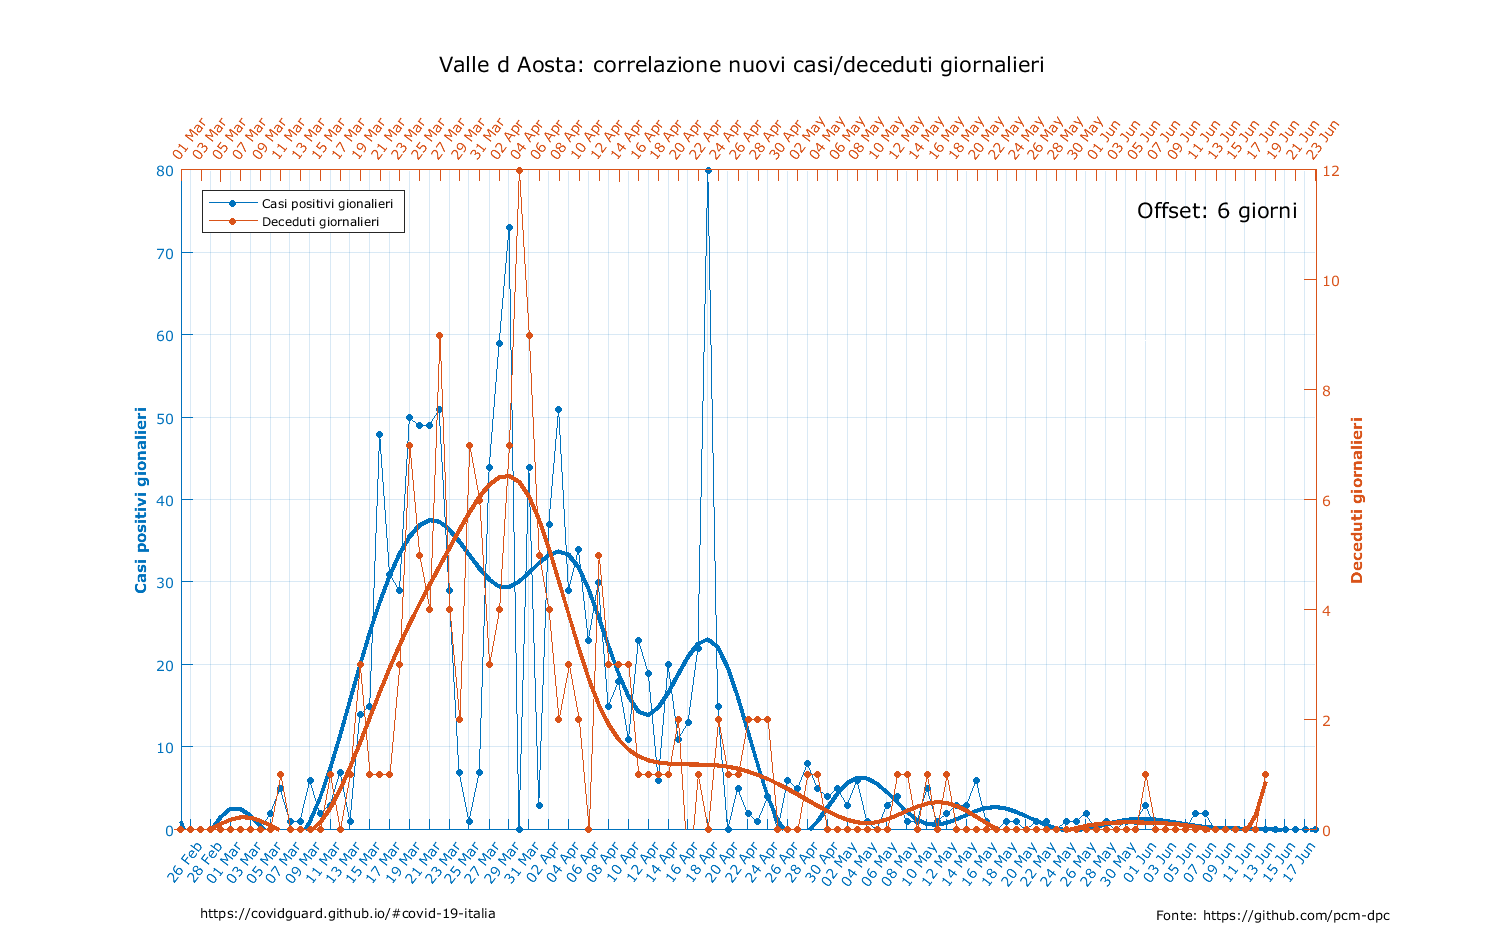 Valle d Aosta: correlazione nuovi casi/deceduti giornalieri
01 Mar
03 Mar
05 Mar
07 Mar
09 Mar
11 Mar
13 Mar
15 Mar
17 Mar
19 Mar
21 Mar
23 Mar
25 Mar
27 Mar
29 Mar
31 Mar
02 Apr
04 Apr
06 Apr
08 Apr
10 Apr
12 Apr
14 Apr
16 Apr
18 Apr
20 Apr
22 Apr
24 Apr
26 Apr
28 Apr
30 Apr
02 May
04 May
06 May
08 May
10 May
12 May
14 May
16 May
18 May
20 May
22 May
24 May
26 May
28 May
30 May
01 Jun
03 Jun
05 Jun
07 Jun
09 Jun
11 Jun
13 Jun
15 Jun
17 Jun
19 Jun
21 Jun
23 Jun
Casi positivi gionalieri
Deceduti giornalieri
Offset: 6 giorni
80
70
60
50
40
30
20
10
0
Casi positivi gionalieri
12
10
8
6
4
2
0
Deceduti giornalieri
26 Feb
28 Feb
01 Mar
03 Mar
05 Mar
07 Mar
09 Mar
11 Mar
13 Mar
15 Mar
17 Mar
19 Mar
21 Mar
23 Mar
25 Mar
27 Mar
29 Mar
31 Mar
02 Apr
04 Apr
06 Apr
08 Apr
10 Apr
12 Apr
14 Apr
16 Apr
18 Apr
20 Apr
22 Apr
24 Apr
26 Apr
28 Apr
30 Apr
02 May
04 May
06 May
08 May
10 May
12 May
14 May
16 May
18 May
20 May
22 May
24 May
26 May
28 May
30 May
01 Jun
03 Jun
05 Jun
07 Jun
09 Jun
11 Jun
13 Jun
15 Jun
17 Jun
https://covidguard.github.io/#covid-19-italia
Fonte: https://github.com/pcm-dpc